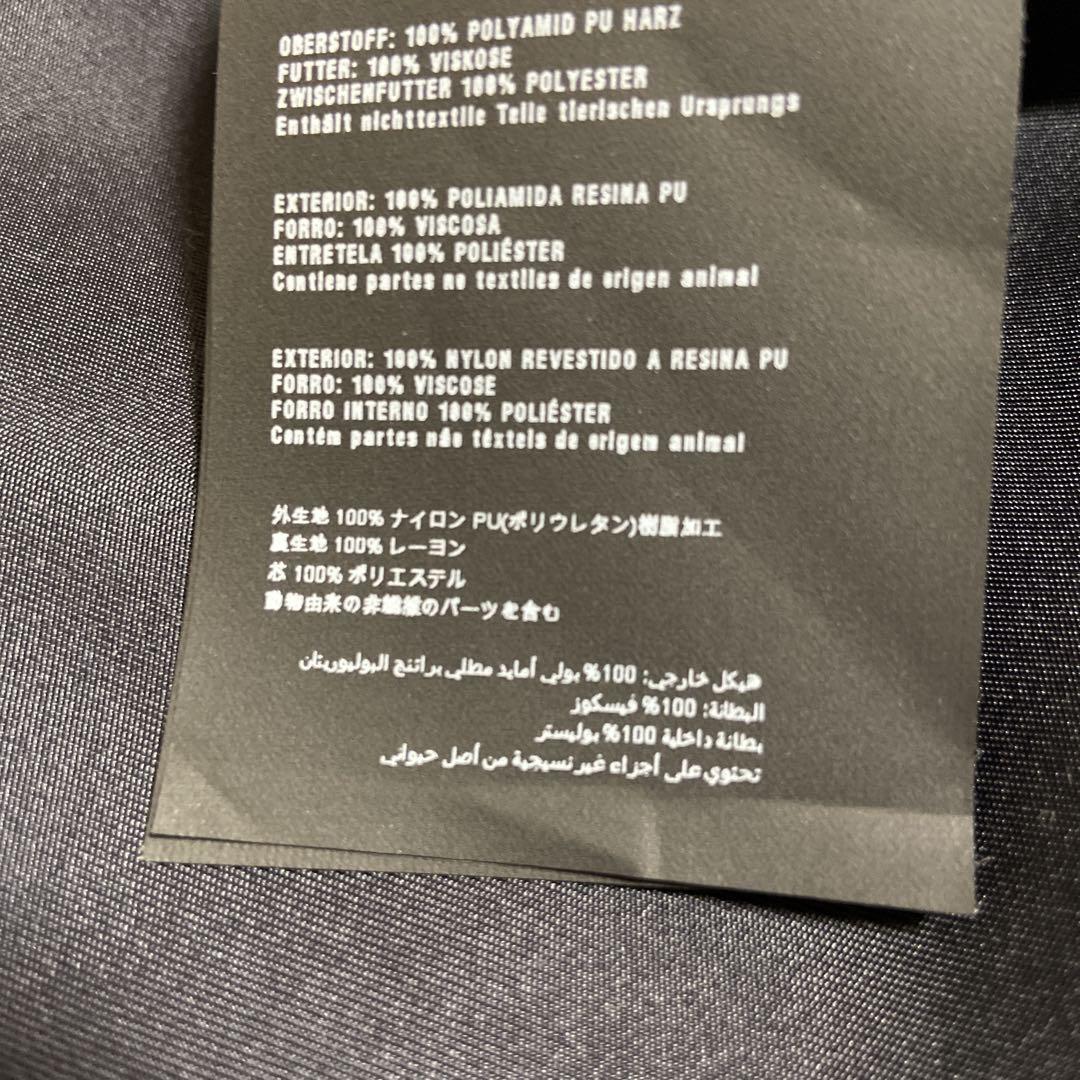 OBERSTOFF: 100% POLYAMID PU HARZ
FUTTER: 100% VISKOSE
ZWISCHENFUTTER 100% POLYESTER
Enthält nichttextile Teile tierischen Ursprungs
EXTERIOR: 100% POLIAMIDA RESINA PU
FORRO: 100% VISCOSA
ENTRETELA 100% POLIÉSTER
Contiene partes no textiles de origen animal
EXTERIOR: 100% NYLON REVESTIDO A RESINA PU
FORRO: 100% VISCOSE
FORRO INTERNO 100% POLIÉSTER
Contém partes não têxteis de origem animal
外生地 100% ナイロン PU(ポリウレタン)樹脂加工
裏生地 100% レーヨン
芯 100% ポリエステル
動物由来の非繊維のパーツを含む
هيكل خارجي: 100% بولي أمايد مطلي براتنج البوليوريتان
البطانة: 100% فيسكوز
بطانة داخلية 100% بوليستر
تحتوي على أجزاء غير نسيجية من أصل حيواني